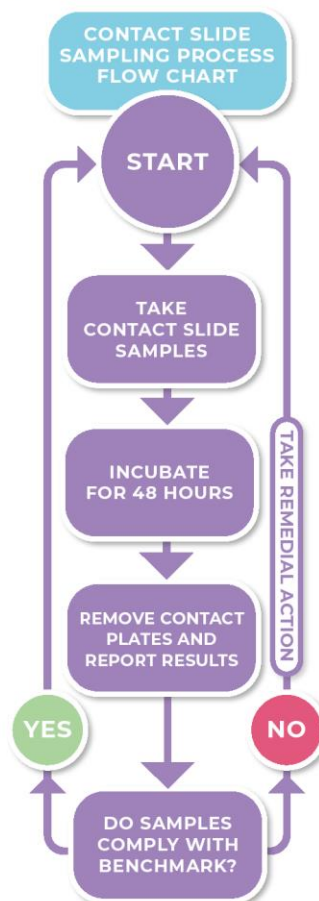 CONTACT SLIDE
SAMPLING PROCESS
FLOW CHART
START
TAKE
CONTACT SLIDE
SAMPLES
INCUBATE
FOR 48 HOURS
REMOVE CONTACT
PLATES AND
REPORT RESULTS
DO SAMPLES
COMPLY WITH
BENCHMARK?
YES
NO
TAKE REMEDIAL ACTION